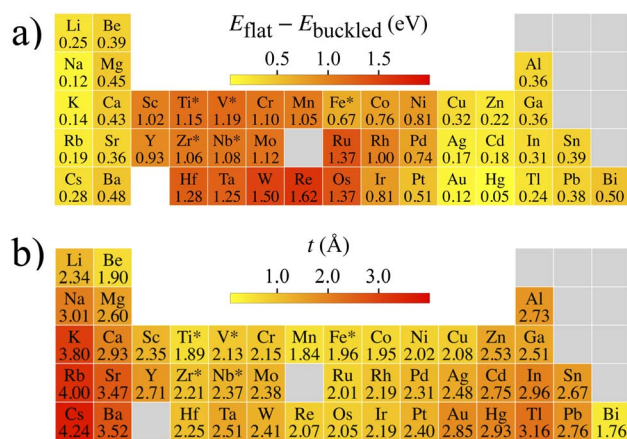 a) E_flat − E_buckled (eV)
0.5 1.0 1.5
Li Be
0.25 0.39
Na Mg Al
0.12 0.45 0.36
K Ca Sc Ti* V* Cr Mn Fe* Co Ni Cu Zn Ga
0.14 0.43 1.02 1.15 1.19 1.10 1.05 0.67 0.76 0.81 0.32 0.22 0.36
Rb Sr Y Zr* Nb* Mo Ru Rh Pd Ag Cd In Sn
0.19 0.36 0.93 1.06 1.08 1.12 1.37 1.00 0.74 0.17 0.18 0.31 0.39
Cs Ba Hf Ta W Re Os Ir Pt Au Hg Tl Pb Bi
0.28 0.48 1.28 1.25 1.50 1.62 1.37 0.81 0.51 0.12 0.05 0.24 0.38 0.50
b) t (Å)
1.0 2.0 3.0
Li Be
2.34 1.90
Na Mg Al
3.01 2.60 2.73
K Ca Sc Ti* V* Cr Mn Fe* Co Ni Cu Zn Ga
3.80 2.93 2.35 1.89 2.13 2.15 1.84 1.96 1.95 2.02 2.08 2.53 2.51
Rb Sr Y Zr* Nb* Mo Ru Rh Pd Ag Cd In Sn
4.00 3.47 2.71 2.21 2.37 2.38 2.01 2.19 2.31 2.48 2.75 2.96 2.67
Cs Ba Hf Ta W Re Os Ir Pt Au Hg Tl Pb Bi
4.24 3.52 2.25 2.51 2.41 2.07 2.05 2.19 2.40 2.85 2.93 3.16 2.76 1.76